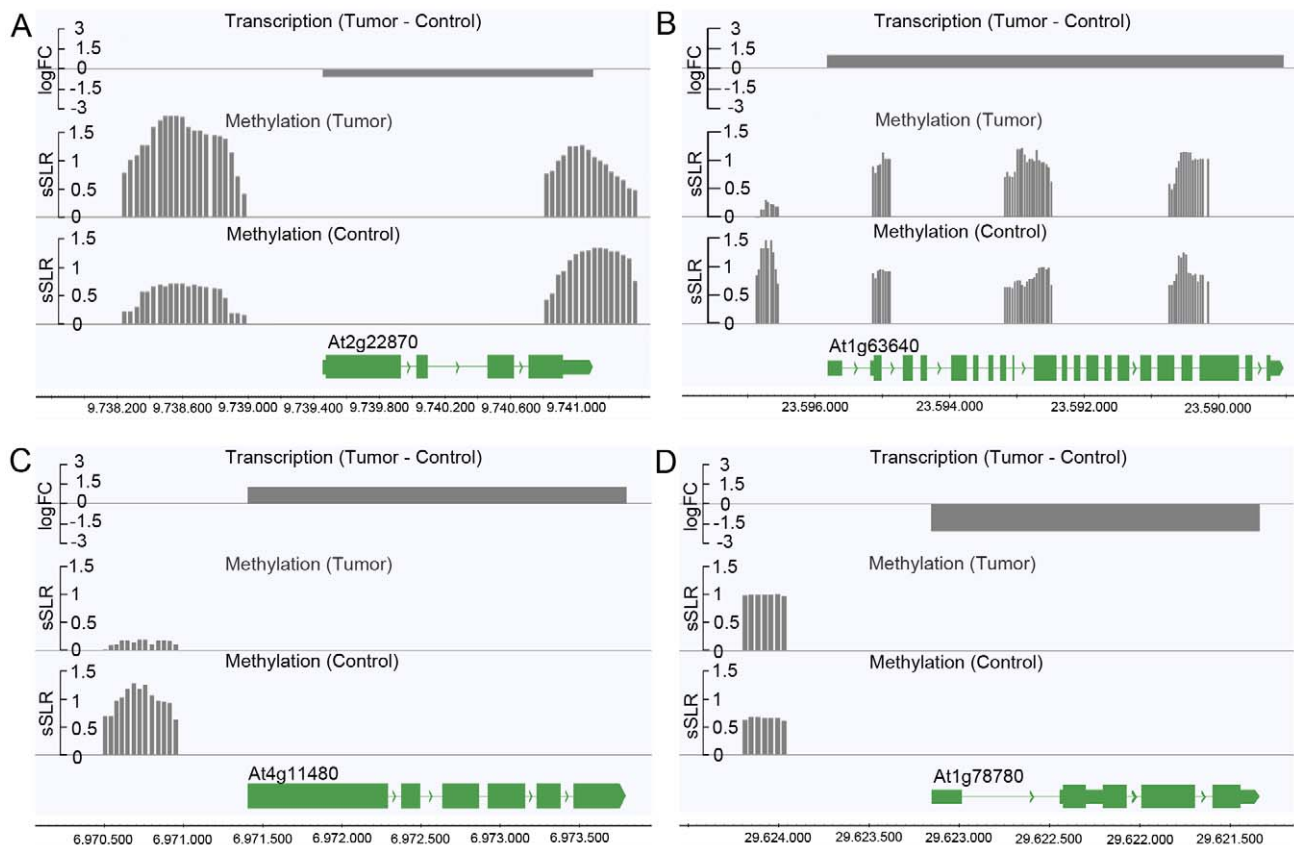 A
Transcription (Tumor - Control)
logFC
3
1.5
0
-1.5
-3
Methylation (Tumor)
sSLR
1.5
1
0.5
0
Methylation (Control)
sSLR
1.5
1
0.5
0
At2g22870
9.738.200 9.738.600 9.739.000 9.739.400 9.739.800 9.740.200 9.740.600 9.741.000
B
Transcription (Tumor - Control)
logFC
3
1.5
0
-1.5
-3
Methylation (Tumor)
sSLR
1.5
1
0.5
0
Methylation (Control)
sSLR
1.5
1
0.5
0
At1g63640
23.596.000 23.594.000 23.592.000 23.590.000
C
Transcription (Tumor - Control)
logFC
3
1.5
0
-1.5
-3
Methylation (Tumor)
sSLR
1.5
1
0.5
0
Methylation (Control)
sSLR
1.5
1
0.5
0
At4g11480
6.970.500 6.971.000 6.971.500 6.972.000 6.972.500 6.973.000 6.973.500
D
Transcription (Tumor - Control)
logFC
3
1.5
0
-1.5
-3
Methylation (Tumor)
sSLR
1.5
1
0.5
0
Methylation (Control)
sSLR
1.5
1
0.5
0
At1g78780
29.624.000 29.623.500 29.623.000 29.622.500 29.622.000 29.621.500